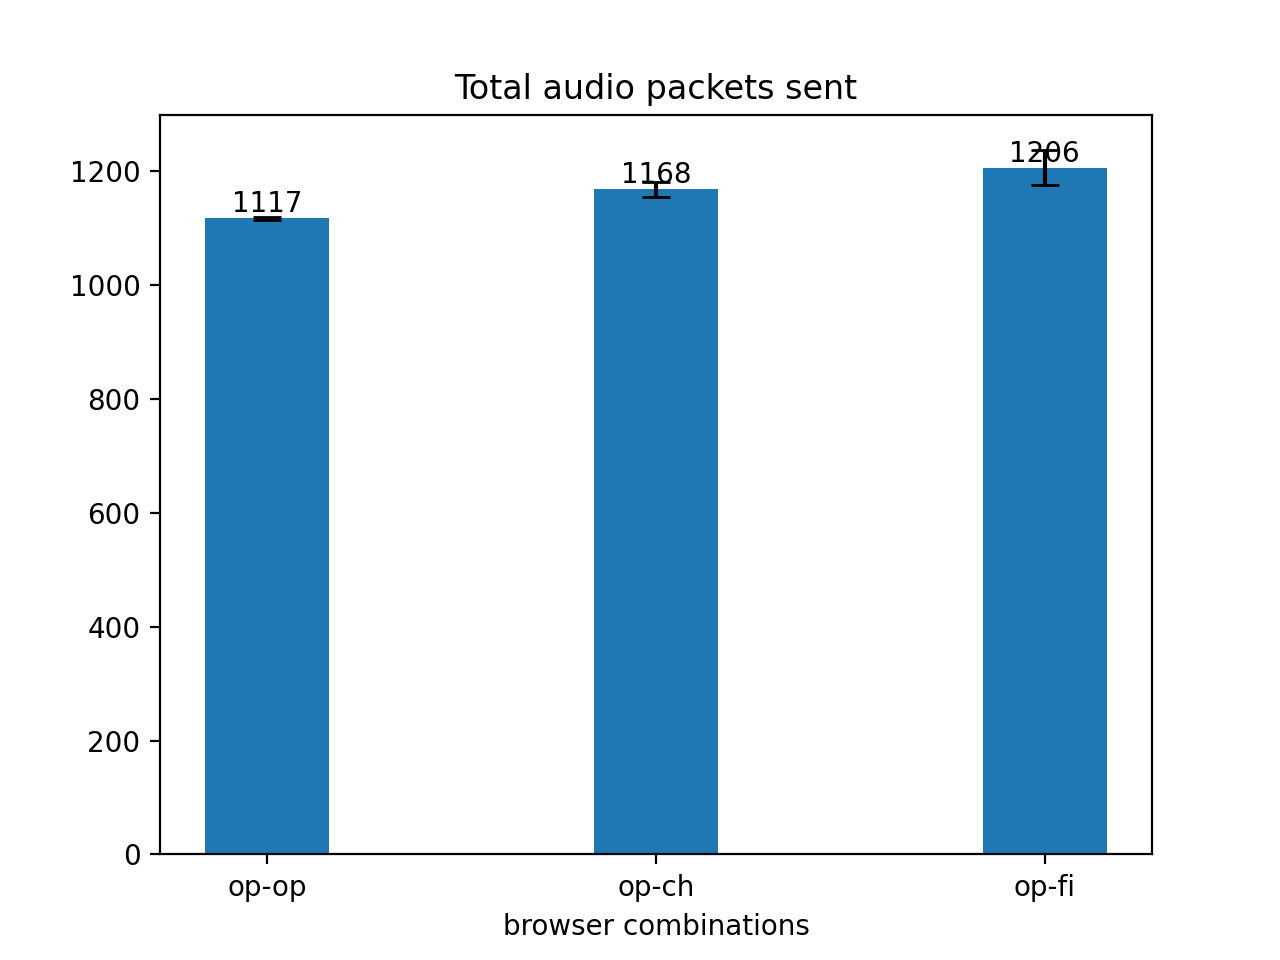 Total audio packets sent
1200
1000
800
600
400
200
0
1117
1168
1206
op-op
op-ch
op-fi
browser combinations